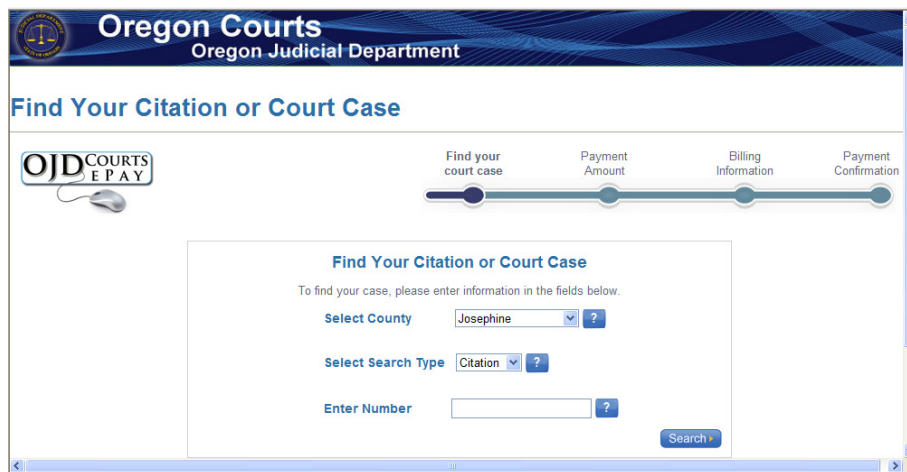 Oregon Courts
Oregon Judicial Department
Find Your Citation or Court Case
OJD COURTS
E PAY
Find your
court case
Payment
Amount
Billing
Information
Payment
Confirmation
Find Your Citation or Court Case
To find your case, please enter information in the fields below.
Select County Josephine ?
Select Search Type Citation ?
Enter Number ?
Search